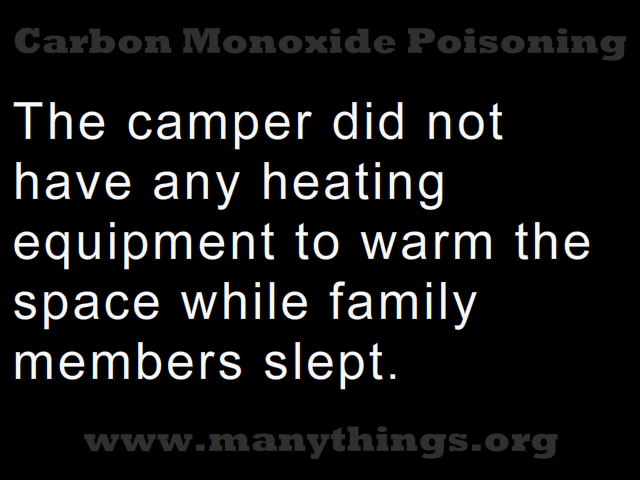 Carbon Monoxide Poisoning
The camper did not
have any heating
equipment to warm the
space while family
members slept.
www.manythings.org